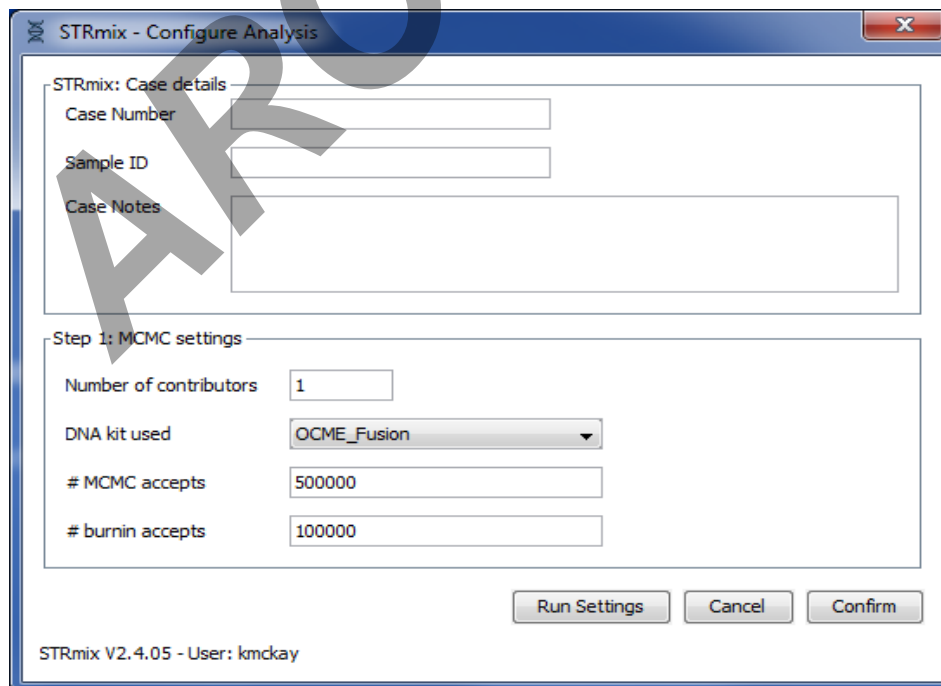 STRmix - Configure Analysis
STRmix: Case details
Case Number
Sample ID
Case Notes
Step 1: MCMC settings
Number of contributors 1
DNA kit used OCME_Fusion
# MCMC accepts 500000
# burnin accepts 100000
Run Settings Cancel Confirm
STRmix V2.4.05 - User: kmckay